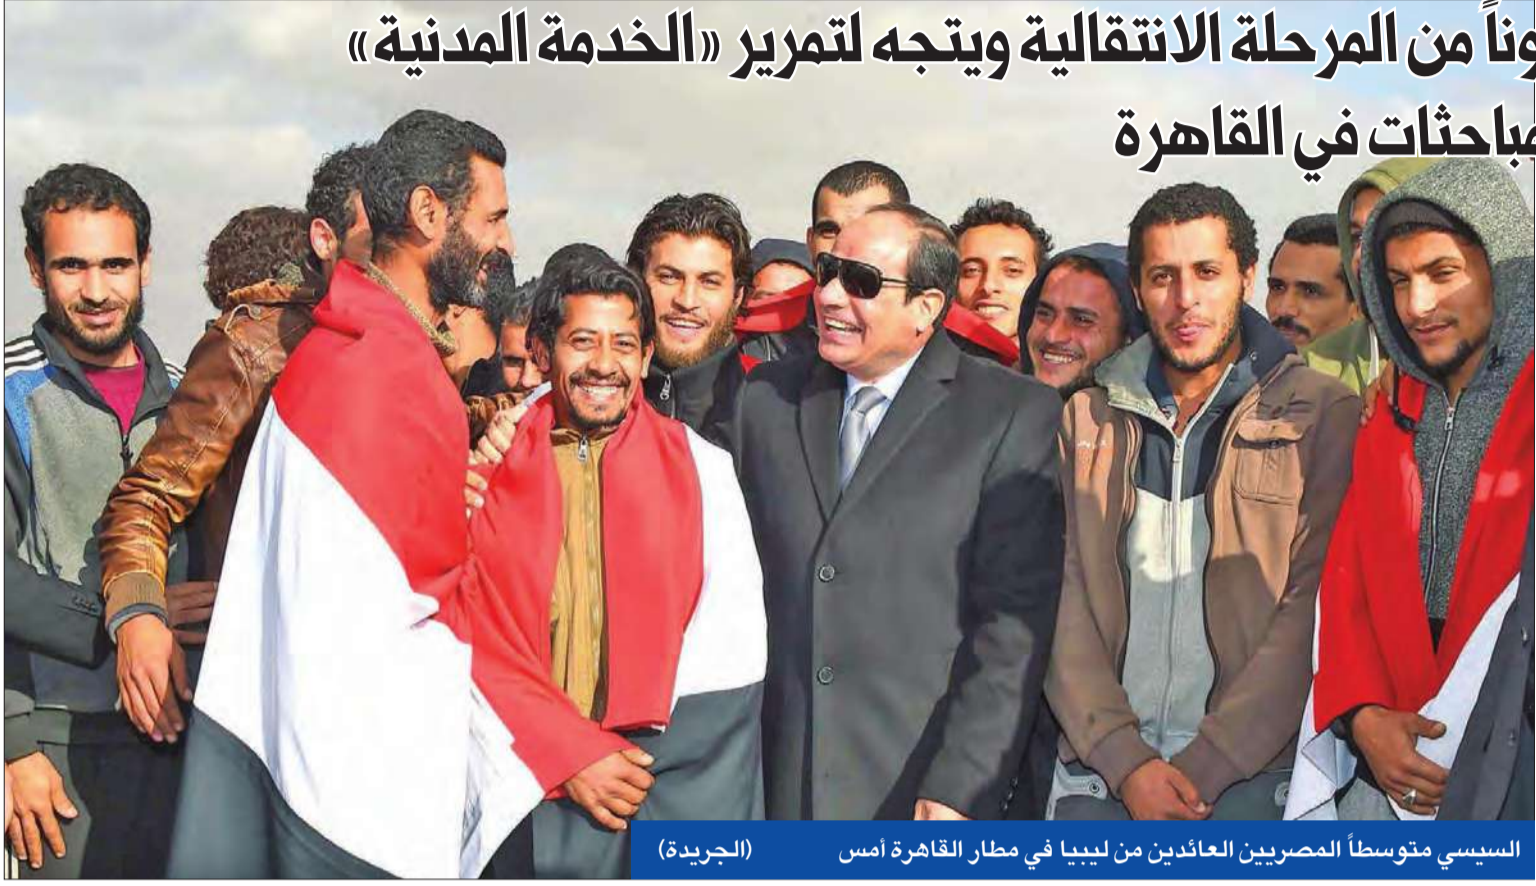 من المرحلة الانتقالية ويتجه لتمرير «الخدمة المدنية»
في القاهرة
السيسي متوسطاً المصريين العائدين من ليبيا في مطار القاهرة أمس (الجريدة)